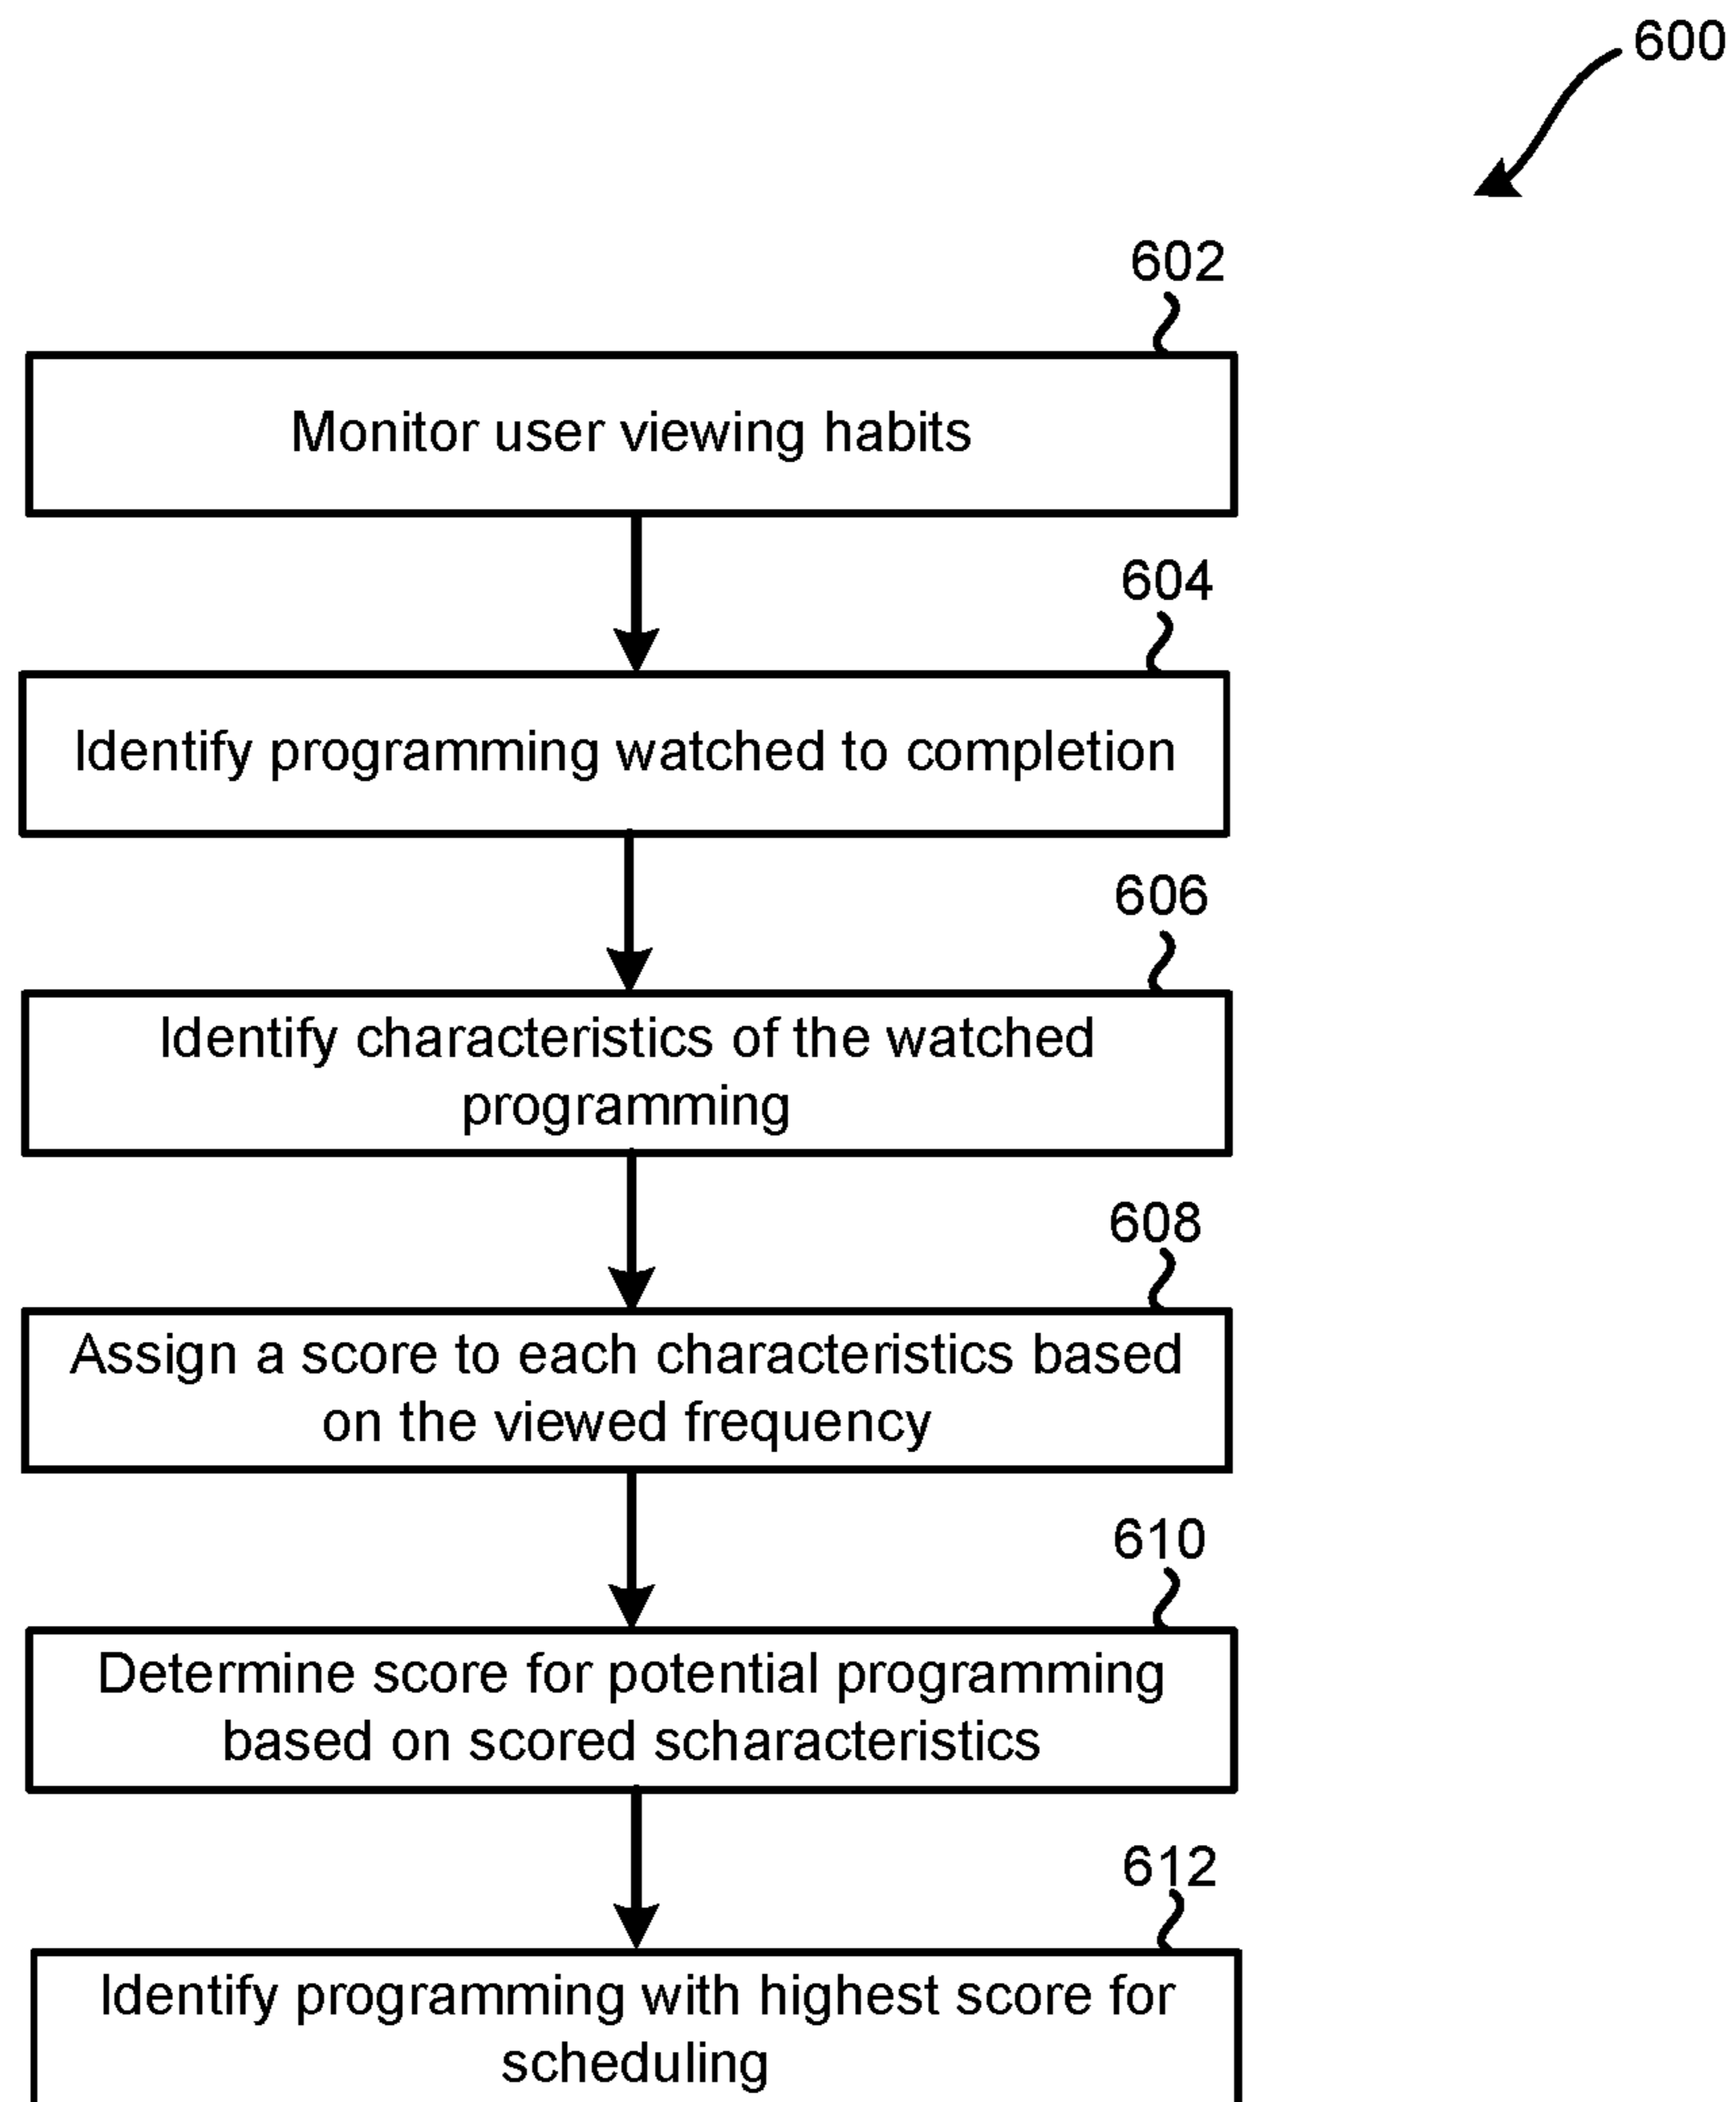 600
602
Monitor user viewing habits
604
Identify programming watched to completion
606
Identify characteristics of the watched
programming
608
Assign a score to each characteristics based
on the viewed frequency
610
Determine score for potential programming
based on scored scharacteristics
612
Identify programming with highest score for
scheduling